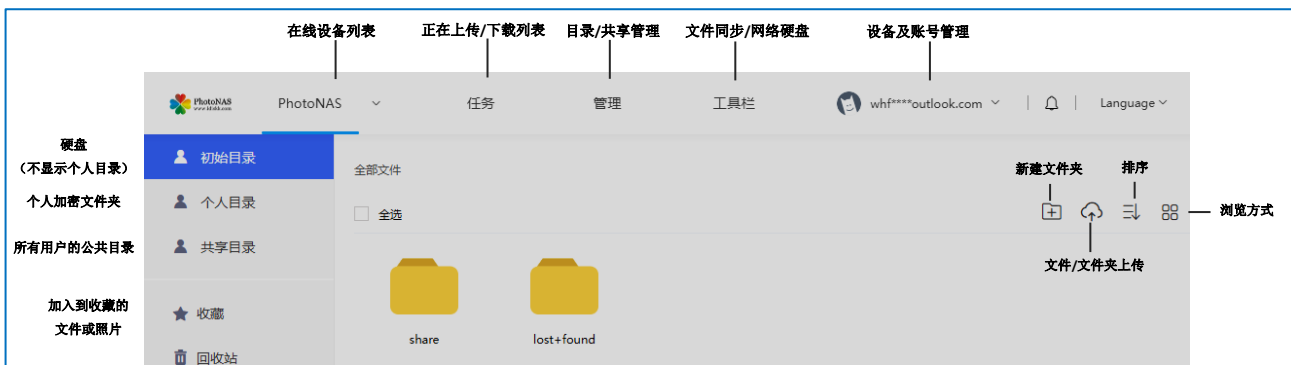 在线设备列表 正在上传/下载列表 目录/共享管理 文件同步/网络硬盘 设备及账号管理
PhotoNAS PhotoNAS 任务 管理 工具栏 whf****outlook.com Language
硬盘
（不显示个人目录）
初始目录
全部文件
新建文件夹 排序
个人加密文件夹
个人目录
全选
浏览方式
所有用户的公共目录
共享目录
文件/文件夹上传
加入到收藏的
文件或照片
收藏
share lost+found
回收站